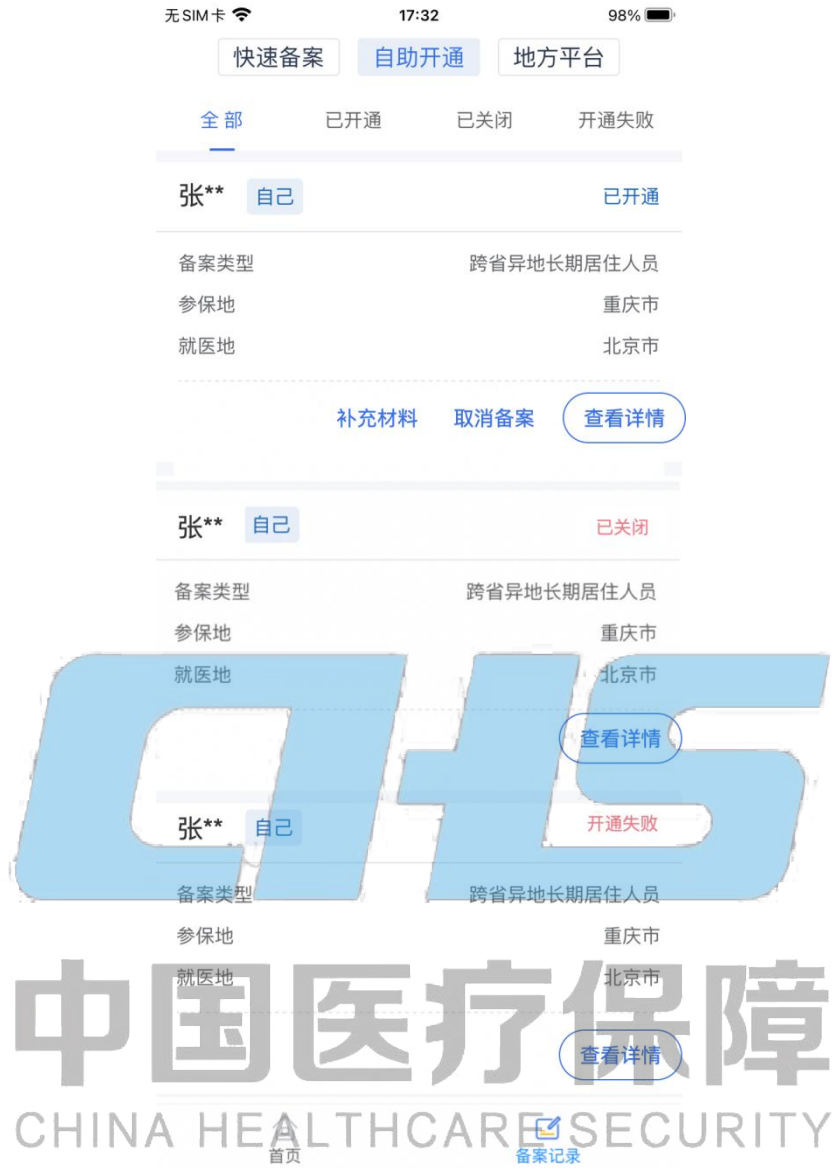 无SIM卡 17:32 98%
快速备案 自助开通 地方平台
全部 已开通 已关闭 开通失败
张** 自己 已开通
备案类型 跨省异地长期居住人员
参保地 重庆市
就医地 北京市
补充材料 取消备案 查看详情
张** 自己 已关闭
备案类型 跨省异地长期居住人员
参保地 重庆市
就医地 北京市
查看详情
CHS
张** 自己 开通失败
备案类型 跨省异地长期居住人员
参保地 重庆市
就医地 北京市
中国医疗保障
查看详情
CHINA HEALTHCARE SECURITY
首页 备案记录